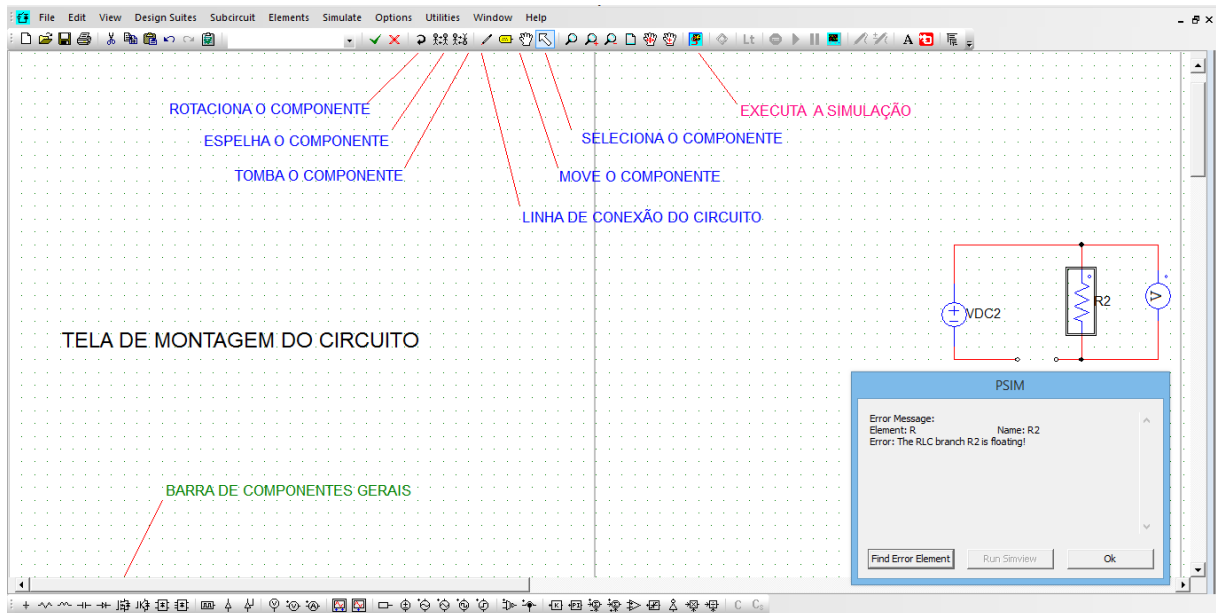 File Edit View Design Suites Subcircuit Elements Simulate Options Utilities Window Help
Lt A
ROTACIONA O COMPONENTE
EXECUTA A SIMULAÇÃO
ESPELHA O COMPONENTE
SELECIONA O COMPONENTE
TOMBA O COMPONENTE
MOVE O COMPONENTE
LINHA DE CONEXÃO DO CIRCUITO
R2
V
VDC2
TELA DE MONTAGEM DO CIRCUITO
PSIM
Error Message:
Element: R Name: R2
Error: The RLC branch R2 is floating!
BARRA DE COMPONENTES GERAIS
Find Error Element Run Simview Ok